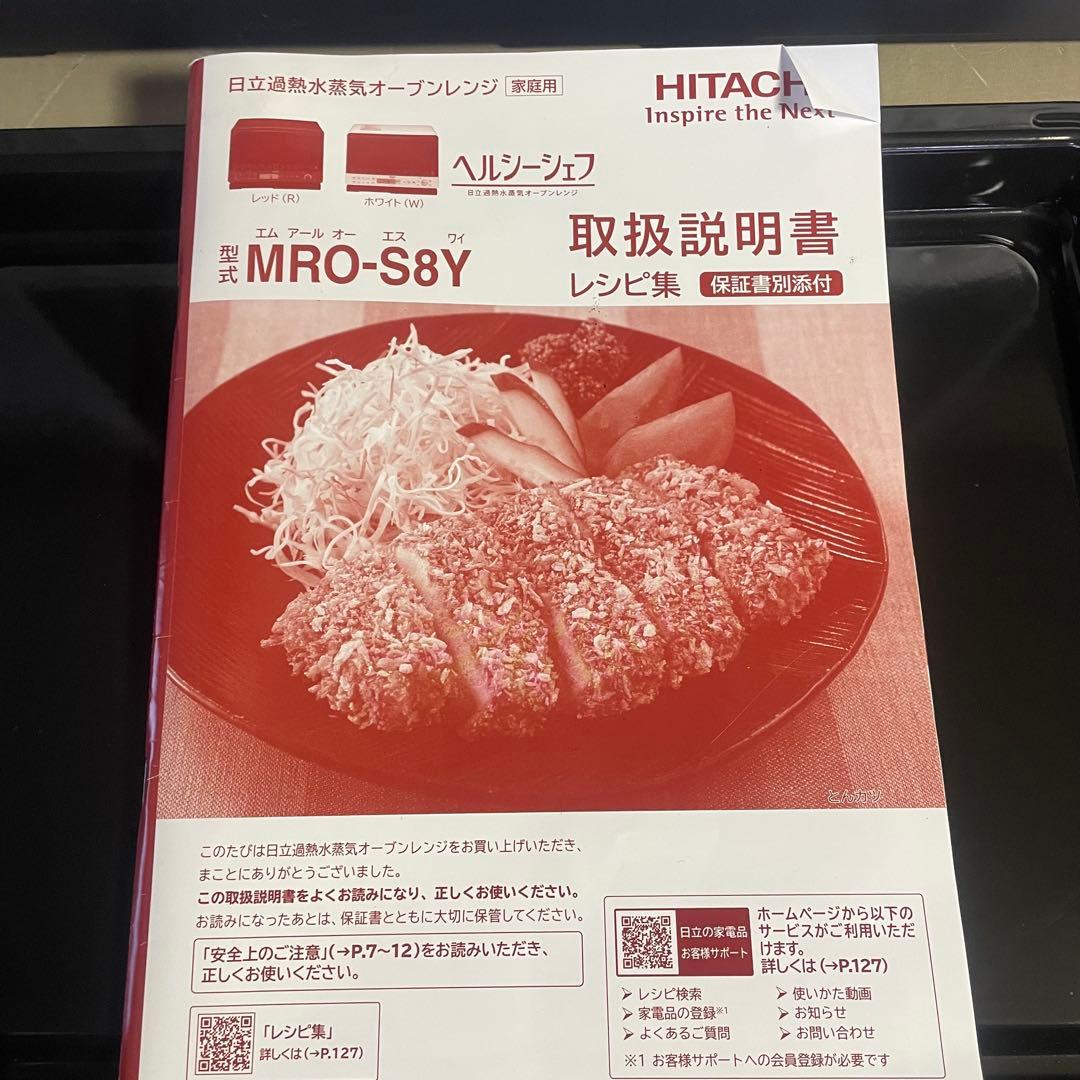 日立過熱水蒸気オーブンレンジ 家庭用
HITACH
Inspire the Next
レッド(R)
ホワイト(W)
ヘルシーシェフ
日立過熱水蒸気オーブンレンジ
エム アール オー エス ワイ
型式 MRO-S8Y
取扱説明書
レシピ集 保証書別添付
とんカツ
このたびは日立過熱水蒸気オーブンレンジをお買い上げいただき、
まことにありがとうございました。
この取扱説明書をよくお読みになり、正しくお使いください。
お読みになったあとは、保証書とともに大切に保管してください。
「安全上のご注意」(→P.7~12)をお読みいただき、
正しくお使いください。
「レシピ集」
詳しくは(→P.127)
日立の家電品
お客様サポート
ホームページから以下の
サービスがご利用いただ
けます。
詳しくは(→P.127)
➤ レシピ検索
➤ 使いかた動画
➤ 家電品の登録※1
➤ お知らせ
➤ よくあるご質問
➤ お問い合わせ
※1 お客様サポートへの会員登録が必要です